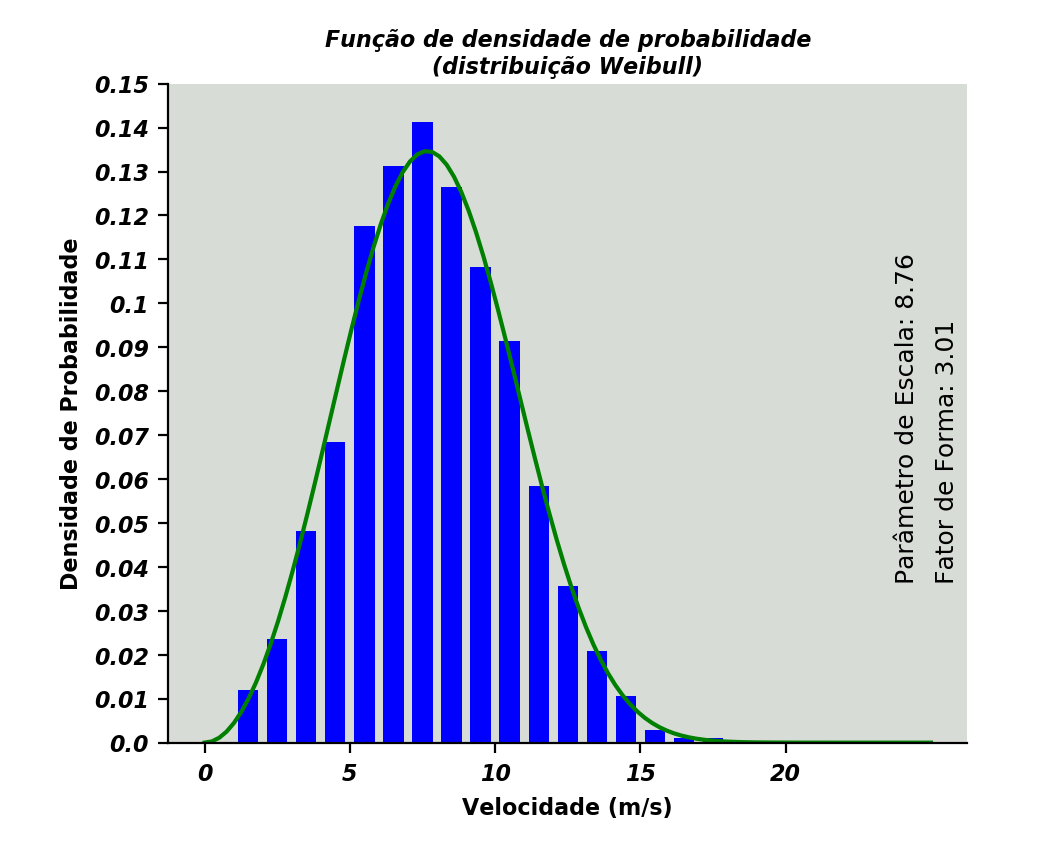 Função de densidade de probabilidade
(distribuição Weibull)
0.15
0.14
0.13
0.12
0.11
0.1
0.09
0.08
0.07
0.06
0.05
0.04
0.03
0.02
0.01
0.0
Densidade de Probabilidade
Parâmetro de Escala: 8.76
Fator de Forma: 3.01
0 5 10 15 20
Velocidade (m/s)